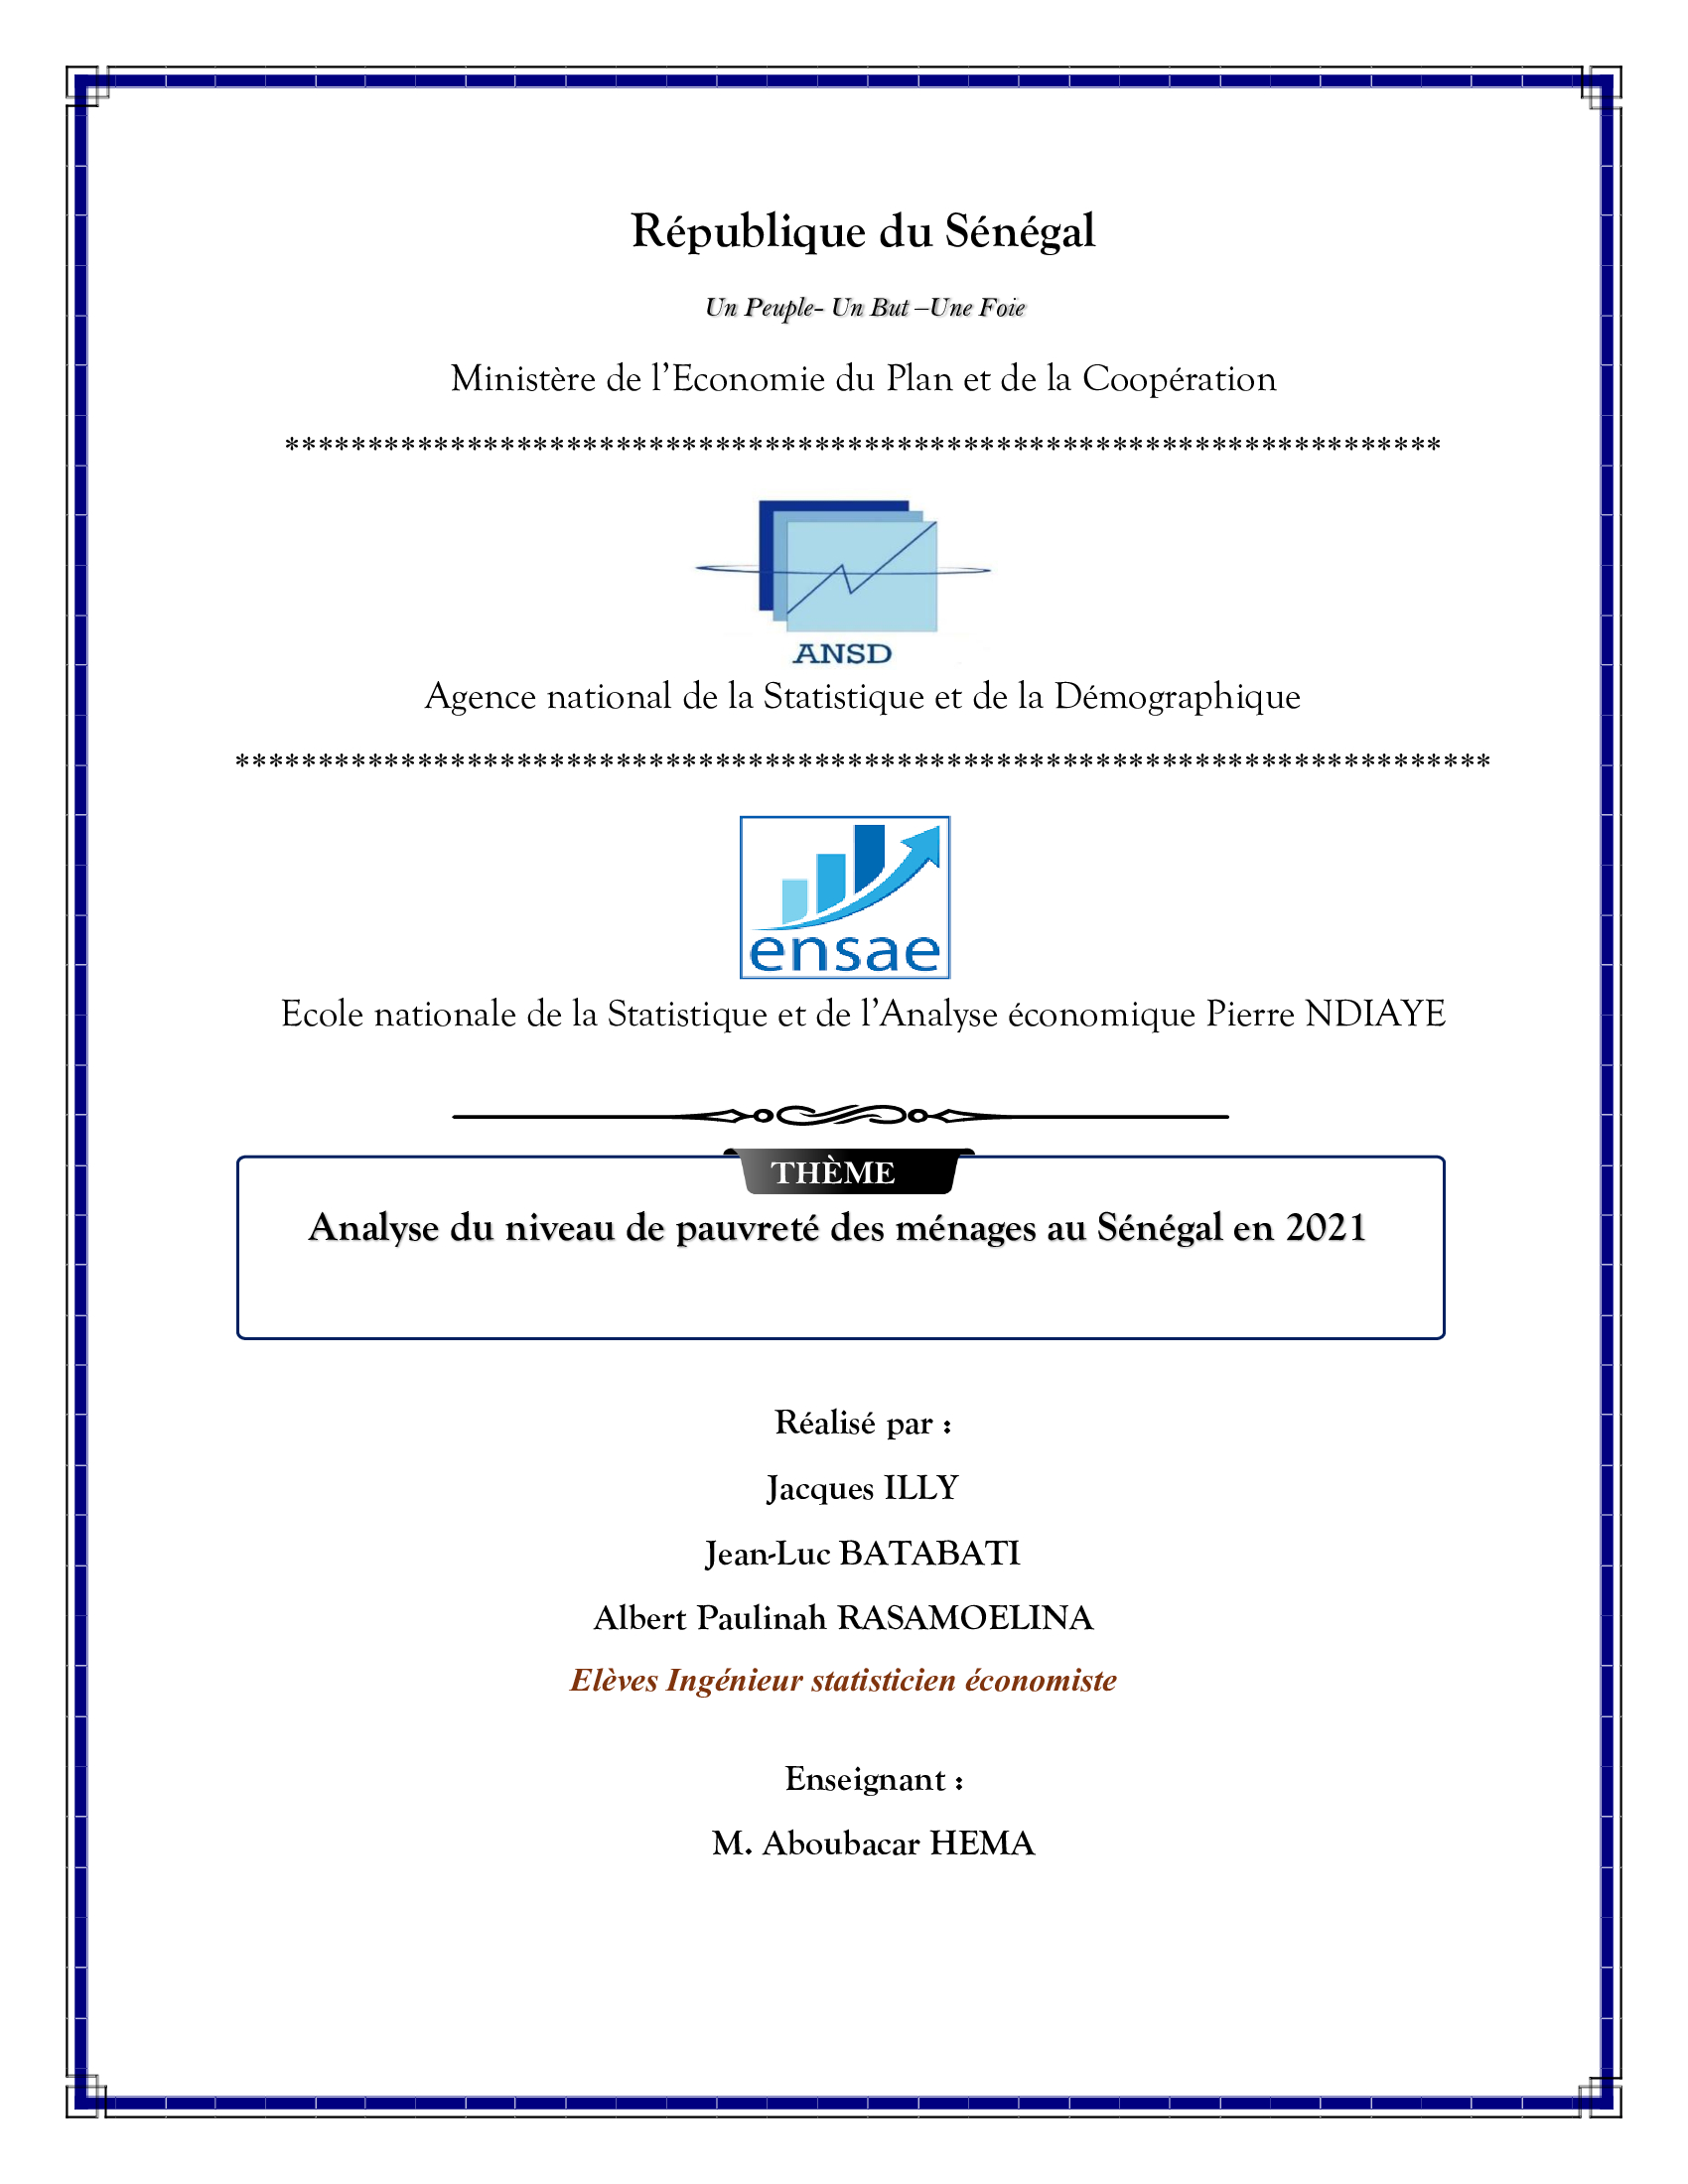 République du Sénégal
Un Peuple- Un But –Une Foie
Ministère de l’Economie du Plan et de la Coopération
**********************************************************************
ANSD
Agence national de la Statistique et de la Démographique
****************************************************************************
ensae
Ecole nationale de la Statistique et de l’Analyse économique Pierre NDIAYE
THÈME
Analyse du niveau de pauvreté des ménages au Sénégal en 2021
Réalisé par :
Jacques ILLY
Jean-Luc BATABATI
Albert Paulinah RASAMOELINA
Elèves Ingénieur statisticien économiste
Enseignant :
M. Aboubacar HEMA